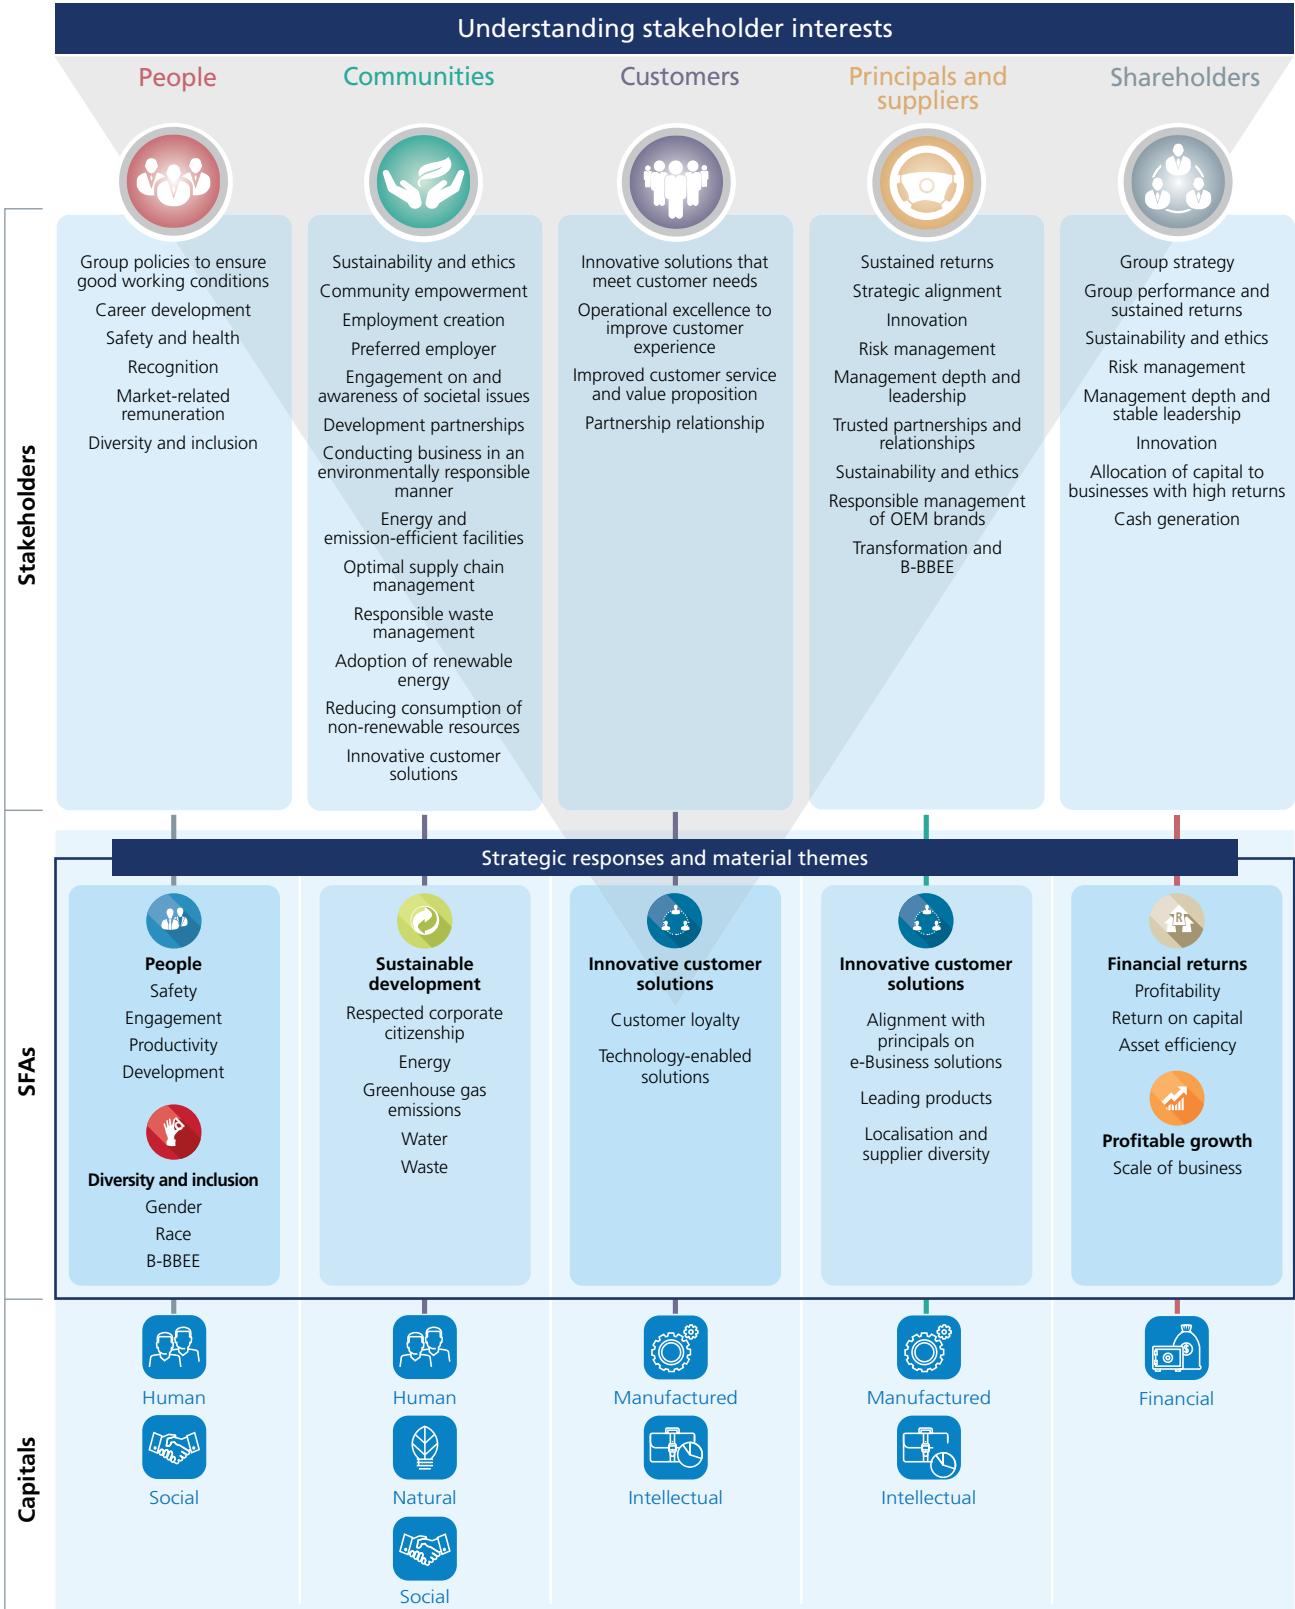 Understanding stakeholder interests
People
Communities
Customers
Principals and
suppliers
Shareholders
Stakeholders
Group policies to ensure
good working conditions
Career development
Safety and health
Recognition
Market-related
remuneration
Diversity and inclusion
Sustainability and ethics
Community empowerment
Employment creation
Preferred employer
Engagement on and
awareness of societal issues
Development partnerships
Conducting business in an
environmentally responsible
manner
Energy and
emission-efficient facilities
Optimal supply chain
management
Responsible waste
management
Adoption of renewable
energy
Reducing consumption of
non-renewable resources
Innovative customer
solutions
Innovative solutions that
meet customer needs
Operational excellence to
improve customer
experience
Improved customer service
and value proposition
Partnership relationship
Sustained returns
Strategic alignment
Innovation
Risk management
Management depth and
leadership
Trusted partnerships and
relationships
Sustainability and ethics
Responsible management
of OEM brands
Transformation and
B-BBEE
Group strategy
Group performance and
sustained returns
Sustainability and ethics
Risk management
Management depth and
stable leadership
Innovation
Allocation of capital to
businesses with high returns
Cash generation
Strategic responses and material themes
SFAs
People
Safety
Engagement
Productivity
Development
Diversity and inclusion
Gender
Race
B-BBEE
Sustainable
development
Respected corporate
citizenship
Energy
Greenhouse gas
emissions
Water
Waste
Innovative customer
solutions
Customer loyalty
Technology-enabled
solutions
Innovative customer
solutions
Alignment with
principals on
e-Business solutions
Leading products
Localisation and
supplier diversity
R
Financial returns
Profitability
Return on capital
Asset efficiency
Profitable growth
Scale of business
Capitals
Human
Social
Human
Natural
Social
Manufactured
Intellectual
Manufactured
Intellectual
$
Financial